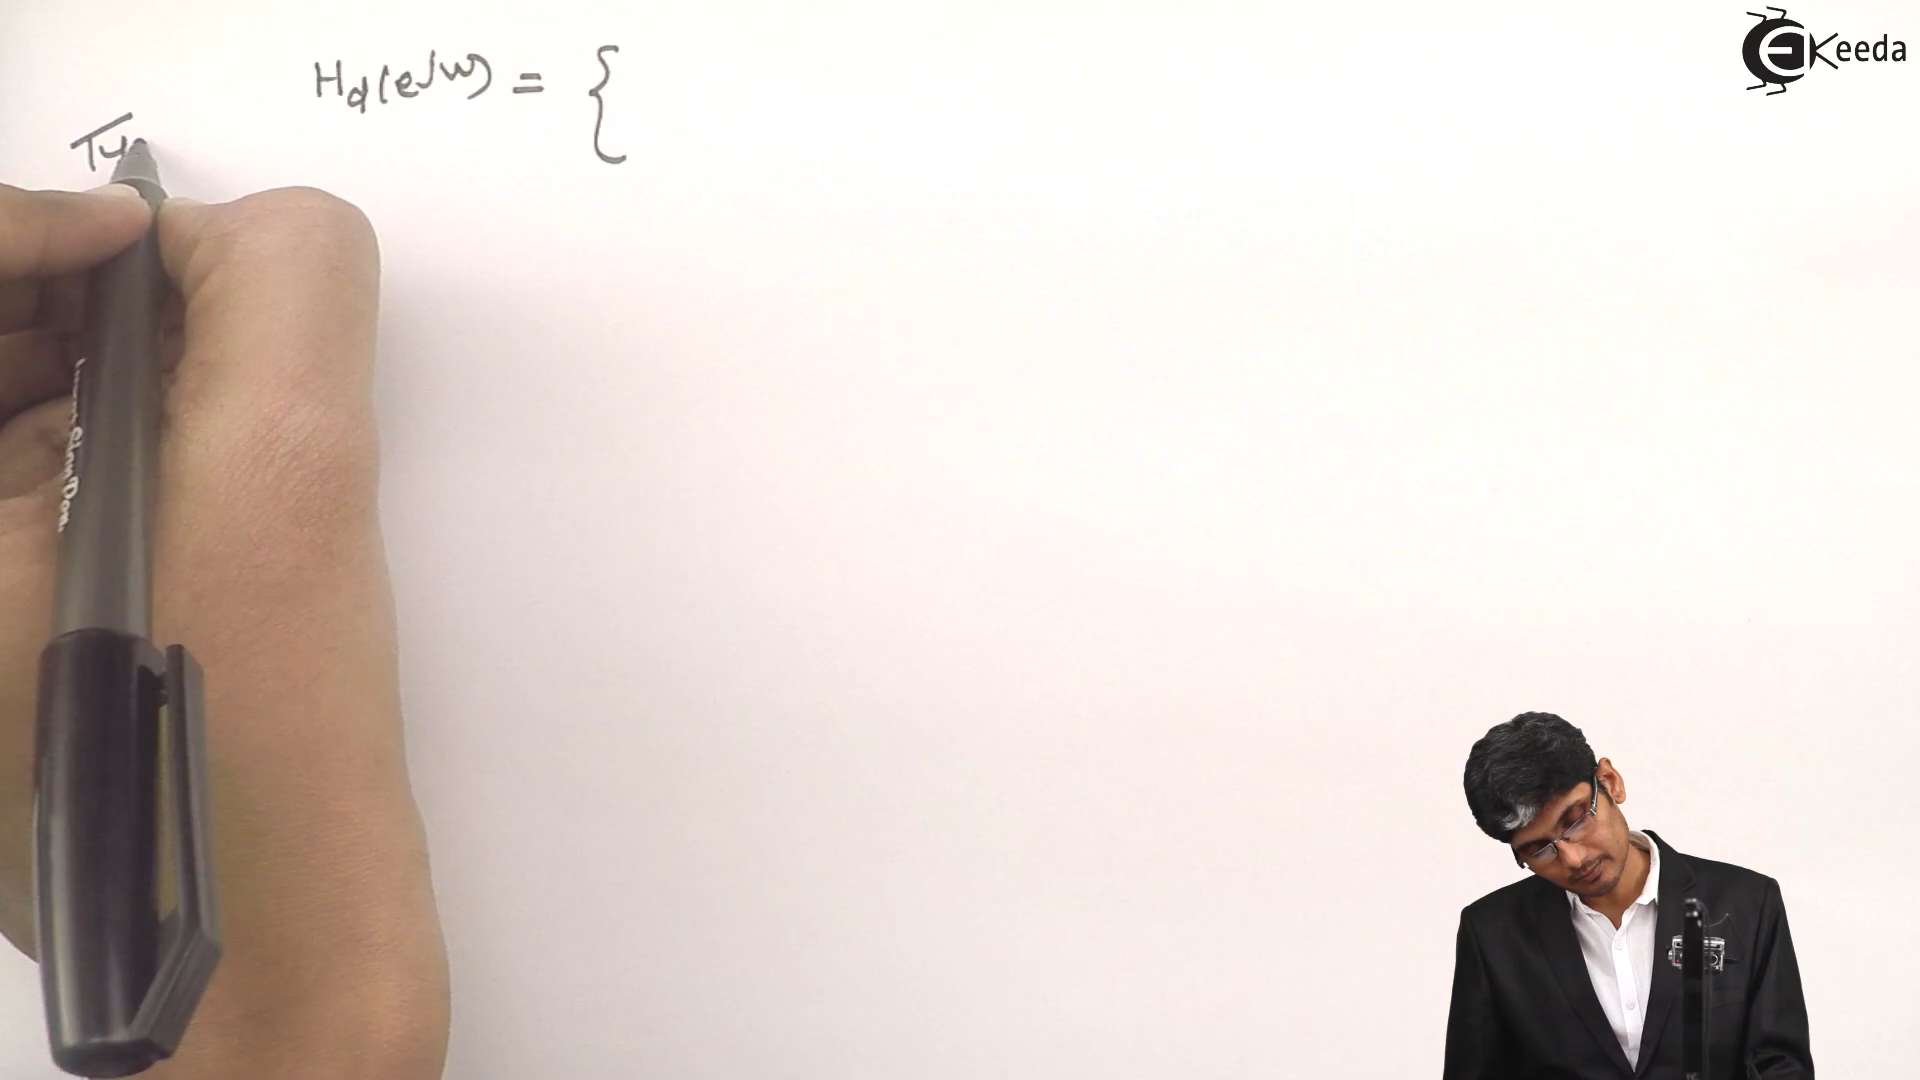 Keeda
Hd(ejw) = {
Ty